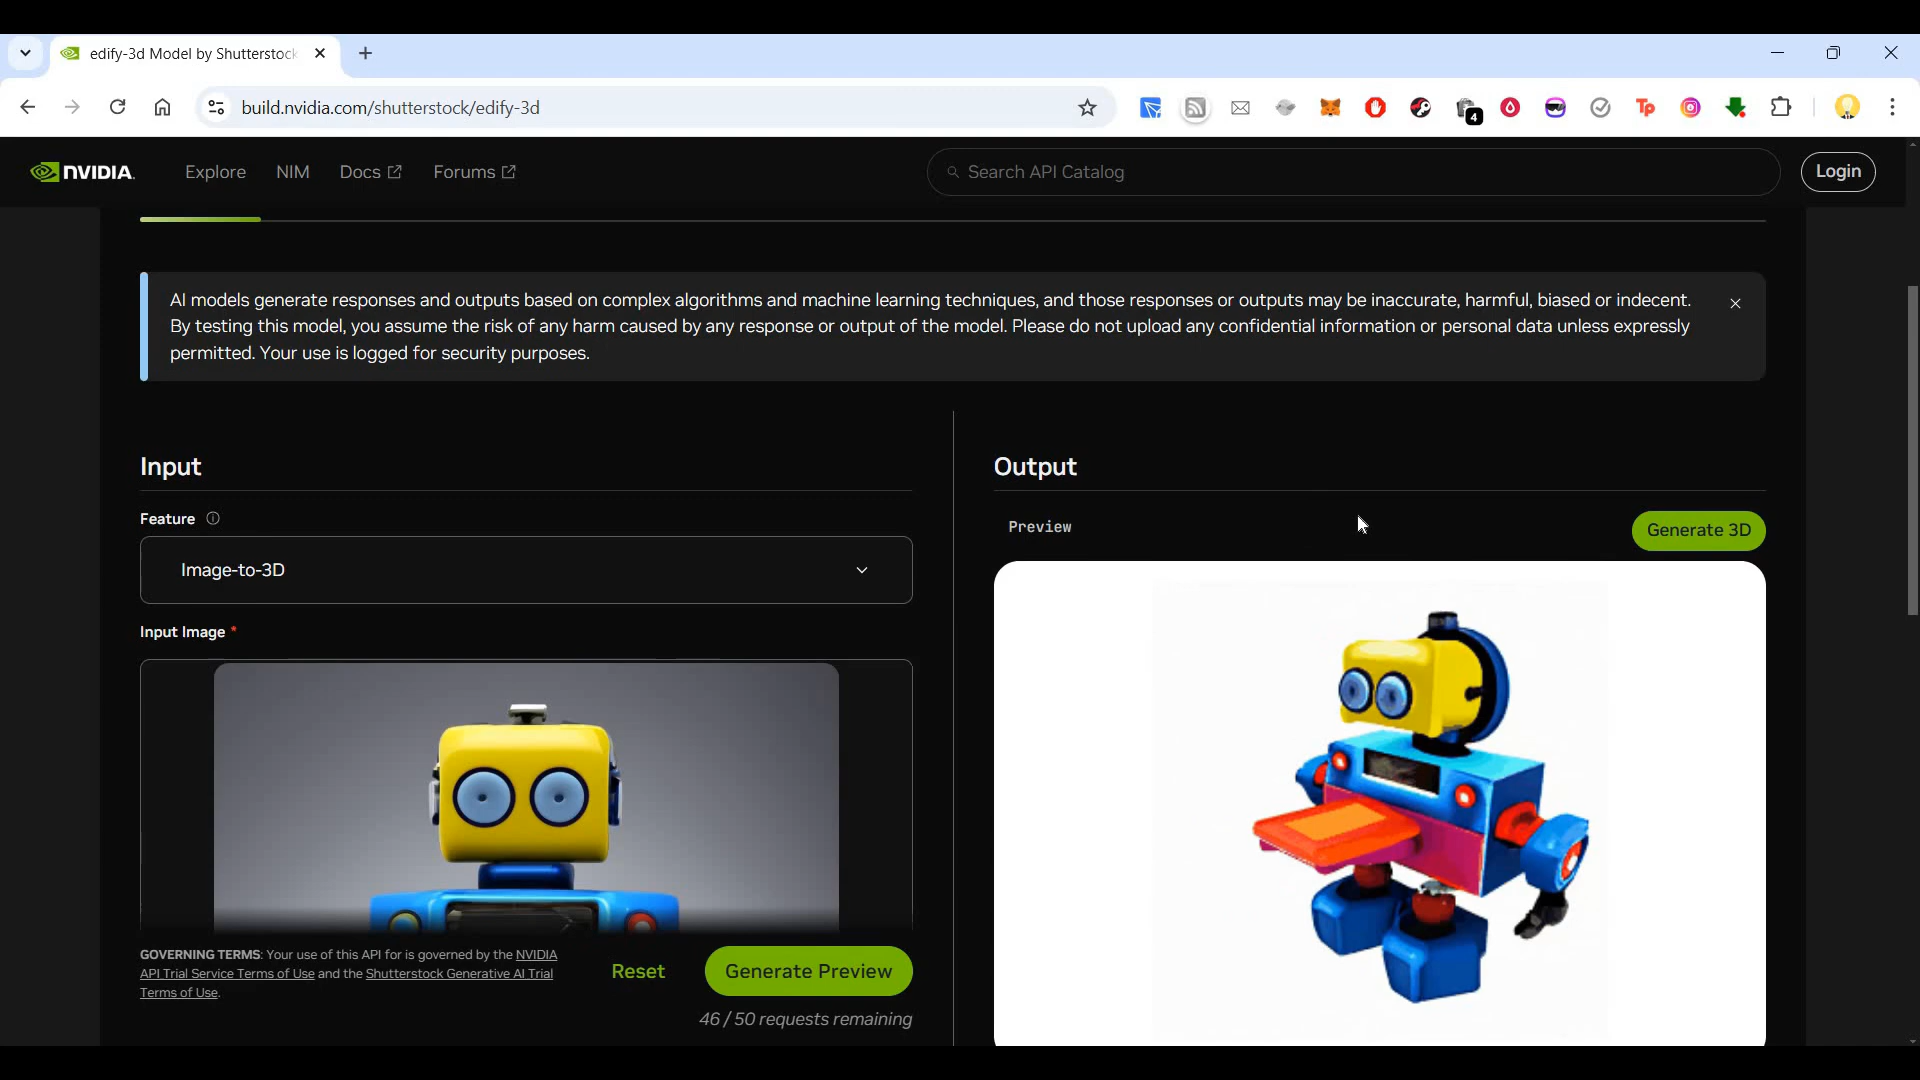 edify-3d Model by Shutterstock
build.nvidia.com/shutterstock/edify-3d
4
TP
NVIDIA.
Explore
NIM
Docs
Forums
Search API Catalog
Login
AI models generate responses and outputs based on complex algorithms and machine learning techniques, and those responses or outputs may be inaccurate, harmful, biased or indecent.
By testing this model, you assume the risk of any harm caused by any response or output of the model. Please do not upload any confidential information or personal data unless expressly
permitted. Your use is logged for security purposes.
Input
Feature
Image-to-3D
Input Image *
GOVERNING TERMS: Your use of this API for is governed by the NVIDIA
API Trial Service Terms of Use and the Shutterstock Generative AI Trial
Terms of Use.
Reset
Generate Preview
46 / 50 requests remaining
Output
Preview
Generate 3D